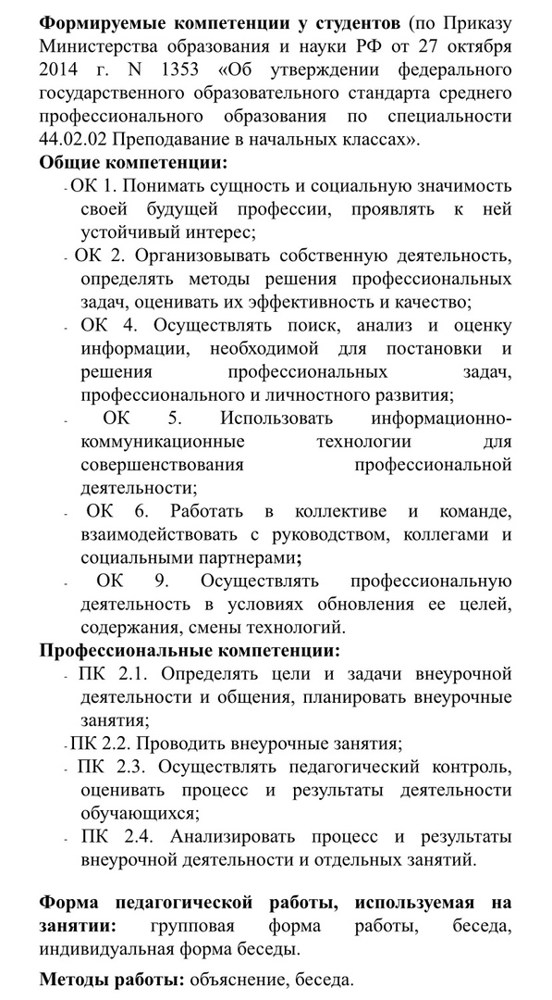 Формируемые компетенции у студентов (по Приказу
Министерства образования и науки РФ от 27 октября
2014 г. N 1353 «Об утверждении федерального
государственного образовательного стандарта среднего
профессионального образования по специальности
44.02.02 Преподавание в начальных классах».
Общие компетенции:
- ОК 1. Понимать сущность и социальную значимость
своей будущей профессии, проявлять к ней
устойчивый интерес;
- ОК 2. Организовывать собственную деятельность,
определять методы решения профессиональных
задач, оценивать их эффективность и качество;
- ОК 4. Осуществлять поиск, анализ и оценку
информации, необходимой для постановки и
решения профессиональных задач,
профессионального и личностного развития;
- ОК 5. Использовать информационно-
коммуникационные технологии для
совершенствования профессиональной
деятельности;
- ОК 6. Работать в коллективе и команде,
взаимодействовать с руководством, коллегами и
социальными партнерами;
- ОК 9. Осуществлять профессиональную
деятельность в условиях обновления ее целей,
содержания, смены технологий.
Профессиональные компетенции:
- ПК 2.1. Определять цели и задачи внеурочной
деятельности и общения, планировать внеурочные
занятия;
- ПК 2.2. Проводить внеурочные занятия;
- ПК 2.3. Осуществлять педагогический контроль,
оценивать процесс и результаты деятельности
обучающихся;
- ПК 2.4. Анализировать процесс и результаты
внеурочной деятельности и отдельных занятий.
Форма педагогической работы, используемая на
занятии: групповая форма работы, беседа,
индивидуальная форма беседы.
Методы работы: объяснение, беседа.